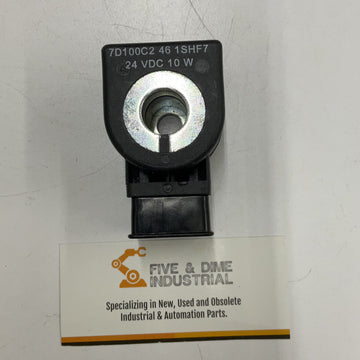 7D100C2 46 1SHF7
24 VDC 10 W
FIVE & DIME
INDUSTRIAL
Specializing in New, Used and Obsolete
Industrial & Automation Parts.